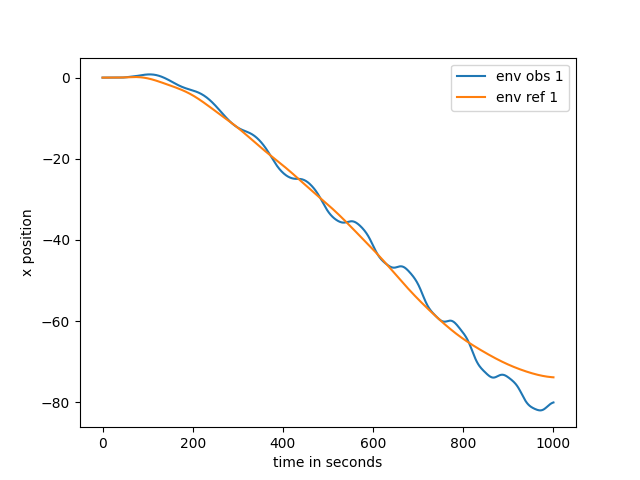 env obs 1
env ref 1
0
−20
−40
−60
−80
x position
0 200 400 600 800 1000
time in seconds